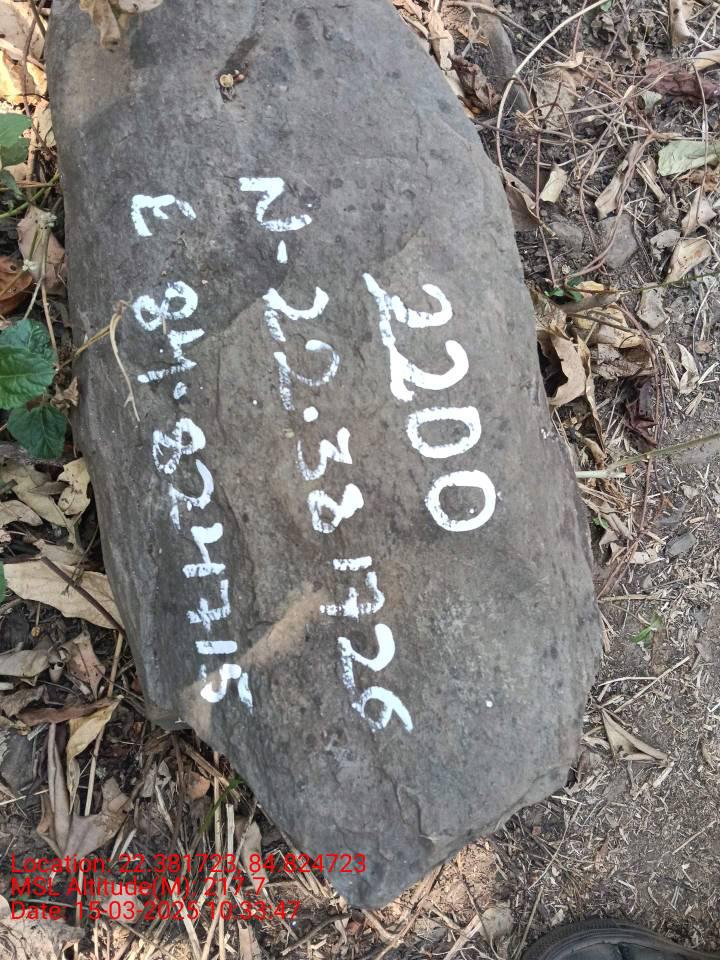 2200
N-22.381726
E 84.824715
Location: 22.381723, 84.824723
MSL Altitude(M): 217.7
Date: 15-03-2025 10:33:47